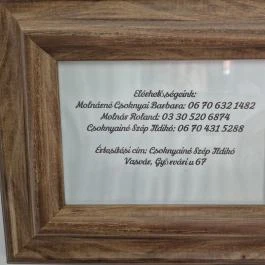 Elérhetőségeink:
Molnárné Csoknyai Barbara: 06 70 632 1482
Molnár Roland: 03 30 520 6874
Csoknyainé Szép Ildikó: 06 70 431 5288
Értesítési cím: Csoknyainé Szép Ildikó
Vasvár, Győrvári u 67